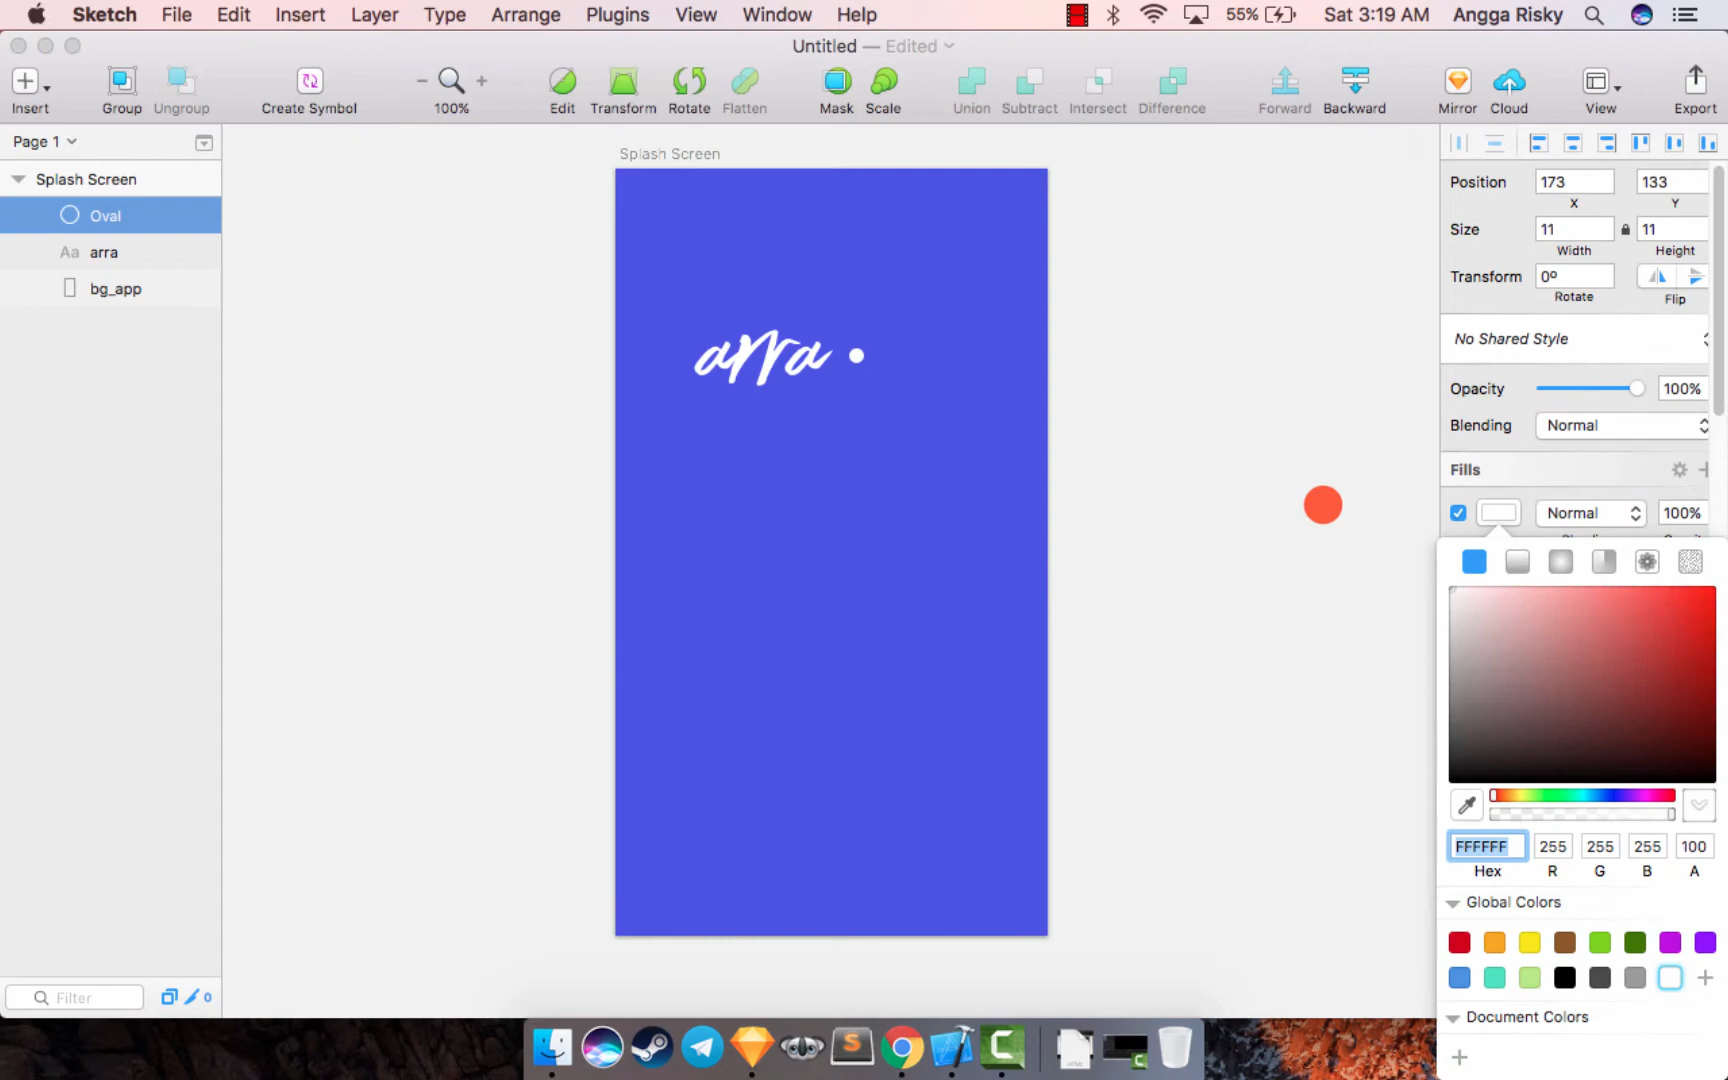 Sketch File Edit Insert Layer Type Arrange Plugins View Window Help 55% Sat 3:19 AM Angga Risky
Untitled — Edited
Insert Group Ungroup Create Symbol 100% Edit Transform Rotate Flatten Mask Scale Union Subtract Intersect Difference Forward Backward Mirror Cloud View Export
Page 1
Splash Screen
Oval
Aa arra
bg_app
Filter 0
Splash Screen
arra
Position 173 133
X Y
Size 11 11
Width Height
Transform 0º
Rotate Flip
No Shared Style
Opacity 100%
Blending Normal
Fills
Normal 100%
FFFFFF 255 255 255 100
Hex R G B A
Global Colors
Document Colors